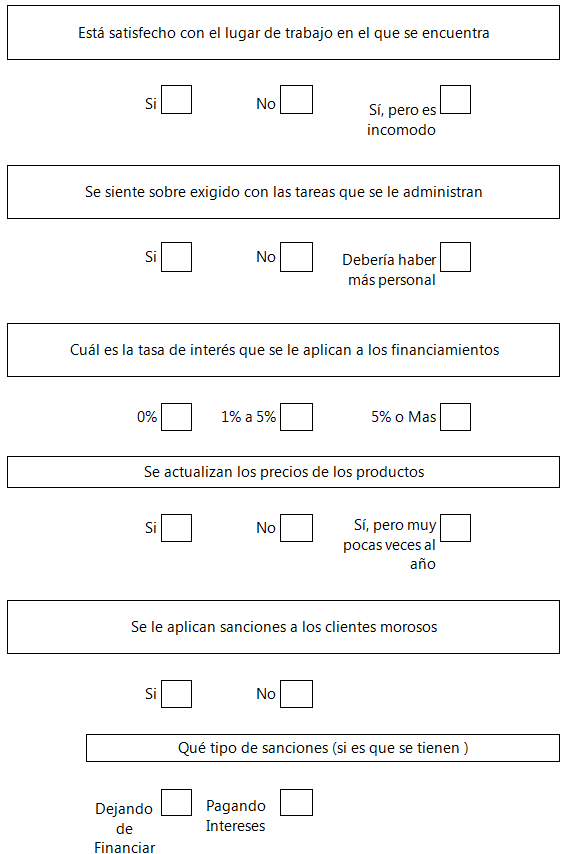 Está satisfecho con el lugar de trabajo en el que se encuentra
Si No Sí, pero es
incomodo
Se siente sobre exigido con las tareas que se le administran
Si No Debería haber
más personal
Cuál es la tasa de interés que se le aplican a los financiamientos
0% 1% a 5% 5% o Mas
Se actualizan los precios de los productos
Si No Sí, pero muy
pocas veces al
año
Se le aplican sanciones a los clientes morosos
Si No
Qué tipo de sanciones (si es que se tienen )
Dejando
de
Financiar
Pagando
Intereses